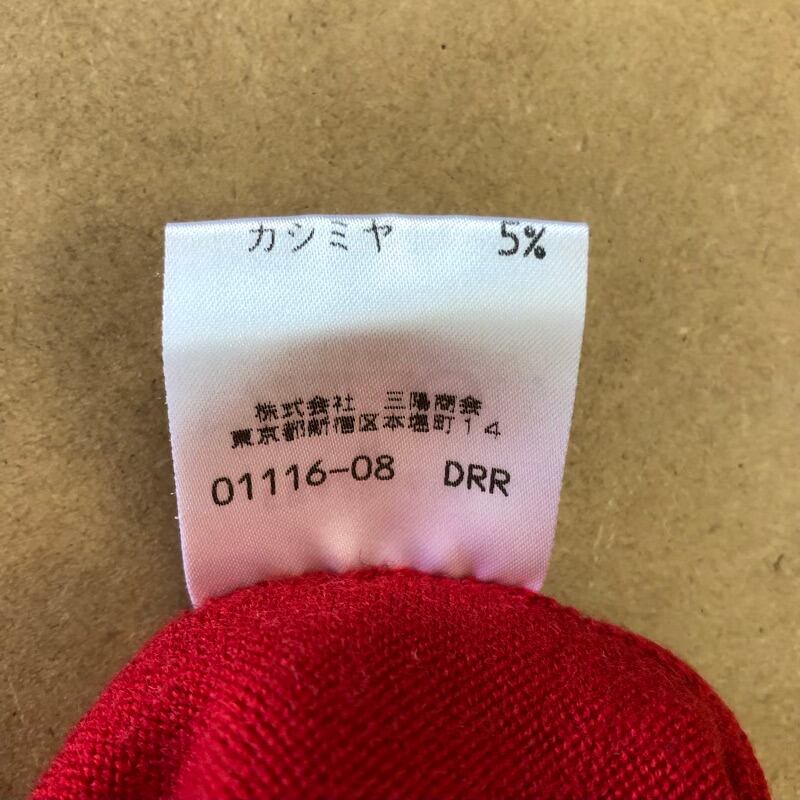 カシミヤ 5%
株式会社 三陽商会
東京都新宿区本塩町14
01116-08 DRR